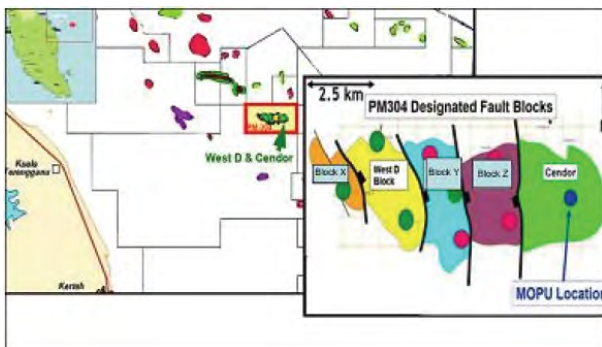 PM304 Designated Fault Blocks
2.5 km
West D & Cendor
Kuala
Terengganu
Kerteh
Block X
West D
Block
Block Y
Block Z
Cendor
MOPU Location